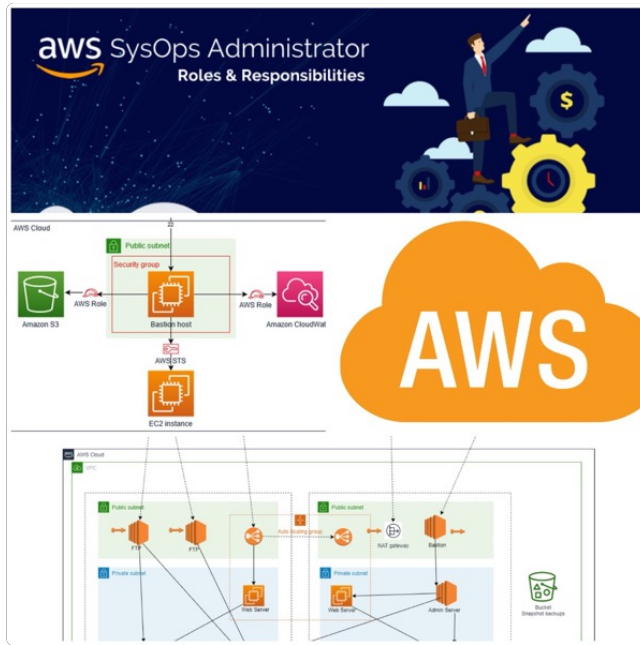 aws SysOps Administrator
Roles & Responsibilities
AWS Cloud
Public subnet
Security group
AWS Role
AWS Role
Amazon S3
Bastion host
Amazon CloudWat
AWS STS
EC2 instance
AWS
AWS Cloud
VPC
Public subnet
Public subnet
Auto Scaling group
FTP
FTP
NAT gateway
Bastion
Private subnet
Private subnet
Web Server
Web Server
Admin Server
Bucket
Snapshot backups